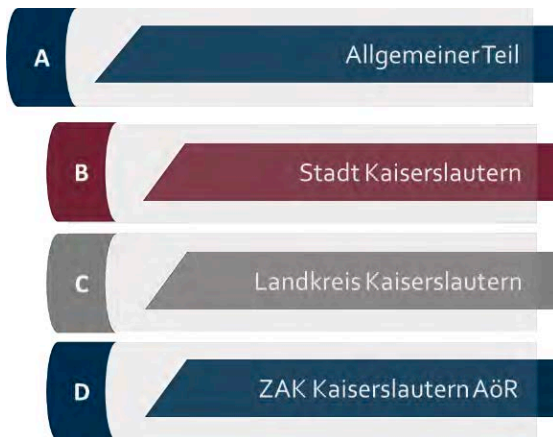 A Allgemeiner Teil
B Stadt Kaiserslautern
C Landkreis Kaiserslautern
D ZAK Kaiserslautern AöR